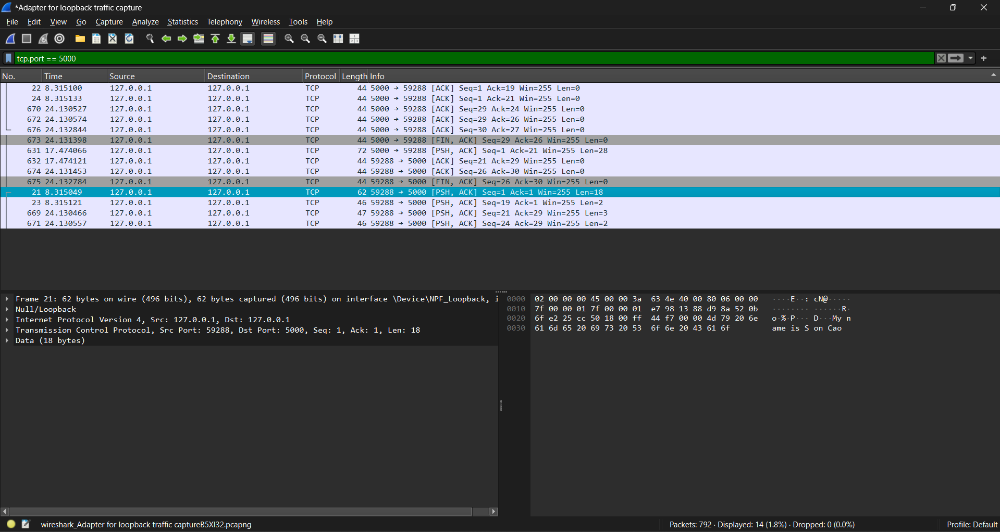 *Adapter for loopback traffic capture
File Edit View Go Capture Analyze Statistics Telephony Wireless Tools Help
tcp.port == 5000
No. Time Source Destination Protocol Length Info
22 8.315100 127.0.0.1 127.0.0.1 TCP 44 5000 → 59288 [ACK] Seq=1 Ack=19 Win=255 Len=0
24 8.315133 127.0.0.1 127.0.0.1 TCP 44 5000 → 59288 [ACK] Seq=1 Ack=21 Win=255 Len=0
670 24.130527 127.0.0.1 127.0.0.1 TCP 44 5000 → 59288 [ACK] Seq=29 Ack=24 Win=255 Len=0
672 24.130574 127.0.0.1 127.0.0.1 TCP 44 5000 → 59288 [ACK] Seq=29 Ack=26 Win=255 Len=0
676 24.132844 127.0.0.1 127.0.0.1 TCP 44 5000 → 59288 [ACK] Seq=30 Ack=27 Win=255 Len=0
673 24.131398 127.0.0.1 127.0.0.1 TCP 44 5000 → 59288 [FIN, ACK] Seq=29 Ack=26 Win=255 Len=0
631 17.474066 127.0.0.1 127.0.0.1 TCP 72 5000 → 59288 [PSH, ACK] Seq=1 Ack=21 Win=255 Len=28
632 17.474121 127.0.0.1 127.0.0.1 TCP 44 59288 → 5000 [ACK] Seq=21 Ack=29 Win=255 Len=0
674 24.131453 127.0.0.1 127.0.0.1 TCP 44 59288 → 5000 [ACK] Seq=26 Ack=30 Win=255 Len=0
675 24.132784 127.0.0.1 127.0.0.1 TCP 44 59288 → 5000 [FIN, ACK] Seq=26 Ack=30 Win=255 Len=0
21 8.315049 127.0.0.1 127.0.0.1 TCP 62 59288 → 5000 [PSH, ACK] Seq=1 Ack=1 Win=255 Len=18
23 8.315121 127.0.0.1 127.0.0.1 TCP 46 59288 → 5000 [PSH, ACK] Seq=19 Ack=1 Win=255 Len=2
669 24.130466 127.0.0.1 127.0.0.1 TCP 47 59288 → 5000 [PSH, ACK] Seq=21 Ack=29 Win=255 Len=3
671 24.130557 127.0.0.1 127.0.0.1 TCP 46 59288 → 5000 [PSH, ACK] Seq=24 Ack=29 Win=255 Len=2
Frame 21: 62 bytes on wire (496 bits), 62 bytes captured (496 bits) on interface \Device\NPF_Loopback, i
Null/Loopback
Internet Protocol Version 4, Src: 127.0.0.1, Dst: 127.0.0.1
Transmission Control Protocol, Src Port: 59288, Dst Port: 5000, Seq: 1, Ack: 1, Len: 18
Data (18 bytes)
0000 02 00 00 00 45 00 00 3a 63 4e 40 00 80 06 00 00 ····E··: cN@·····
0010 7f 00 00 01 7f 00 00 01 e7 98 13 88 d9 8a 52 0b ········ ······R·
0020 6f e2 25 cc 50 18 00 ff 44 f7 00 00 4d 79 20 6e o·%·P··· D···My n
0030 61 6d 65 20 69 73 20 53 6f 6e 20 43 61 6f ame is S on Cao
wireshark_Adapter for loopback traffic captureB5XI32.pcapng
Packets: 792 · Displayed: 14 (1.8%) · Dropped: 0 (0.0%)
Profile: Default